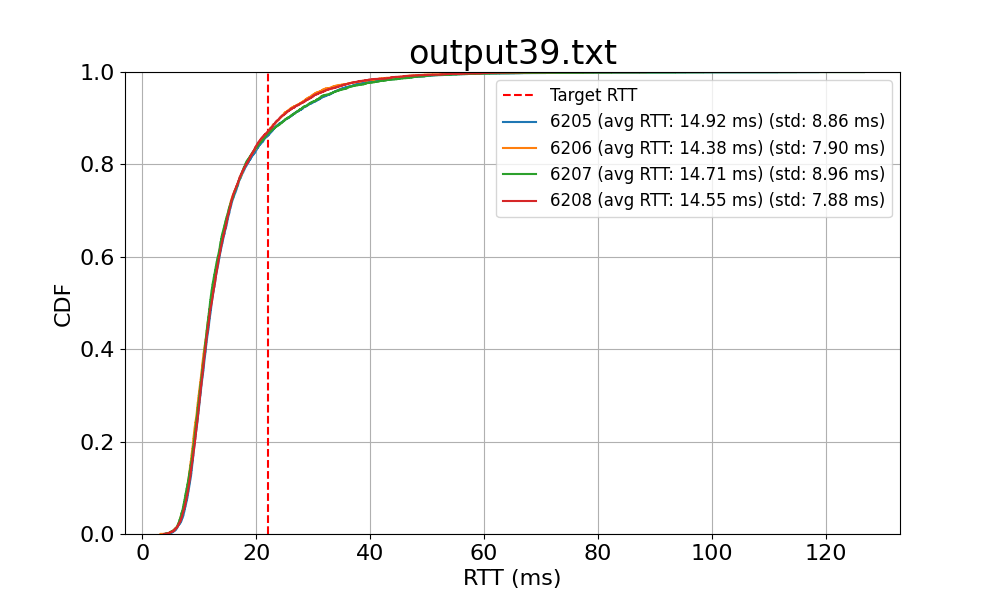 output39.txt
1.0
0.8
0.6
0.4
0.2
0.0
CDF
Target RTT
6205 (avg RTT: 14.92 ms) (std: 8.86 ms)
6206 (avg RTT: 14.38 ms) (std: 7.90 ms)
6207 (avg RTT: 14.71 ms) (std: 8.96 ms)
6208 (avg RTT: 14.55 ms) (std: 7.88 ms)
0 20 40 60 80 100 120
RTT (ms)